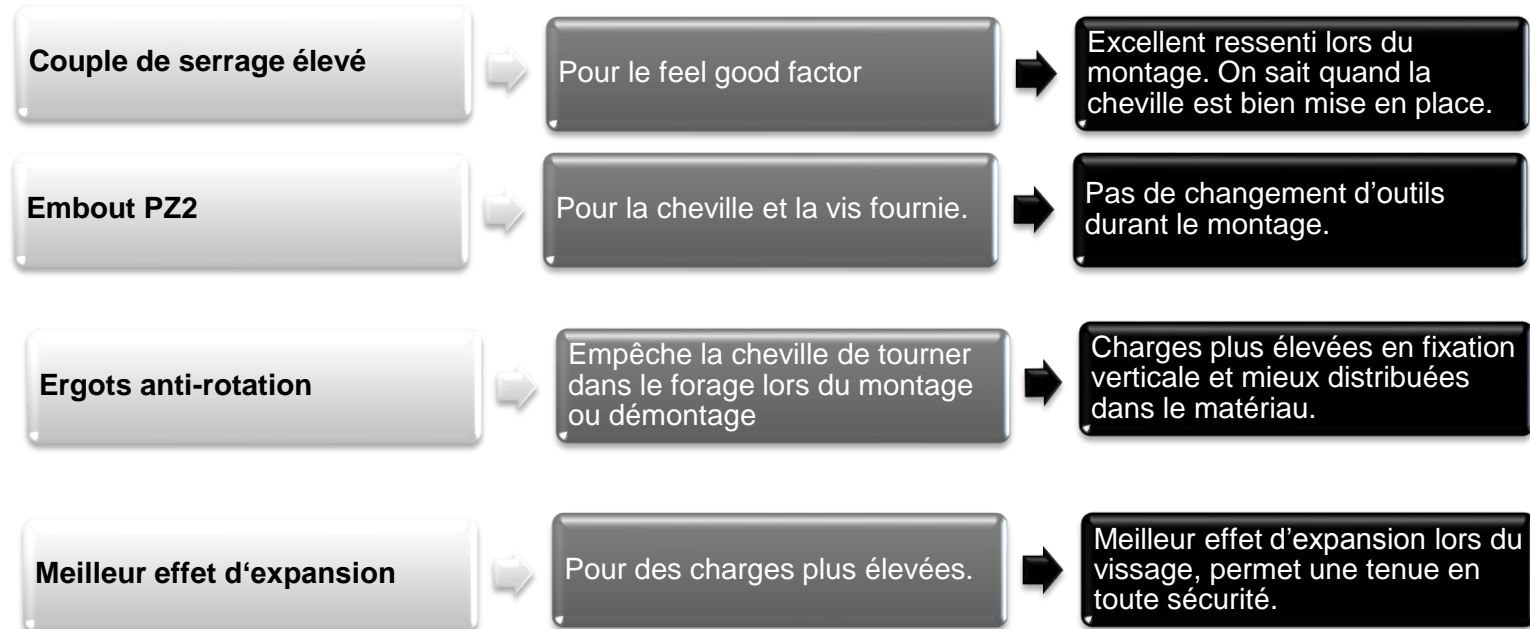 Couple de serrage élevé
Pour le feel good factor
Excellent ressenti lors du
montage. On sait quand la
cheville est bien mise en place.
Embout PZ2
Pour la cheville et la vis fournie.
Pas de changement d’outils
durant le montage.
Ergots anti-rotation
Empêche la cheville de tourner
dans le forage lors du montage
ou démontage
Charges plus élevées en fixation
verticale et mieux distribuées
dans le matériau.
Meilleur effet d‘expansion
Pour des charges plus élevées.
Meilleur effet d’expansion lors du
vissage, permet une tenue en
toute sécurité.